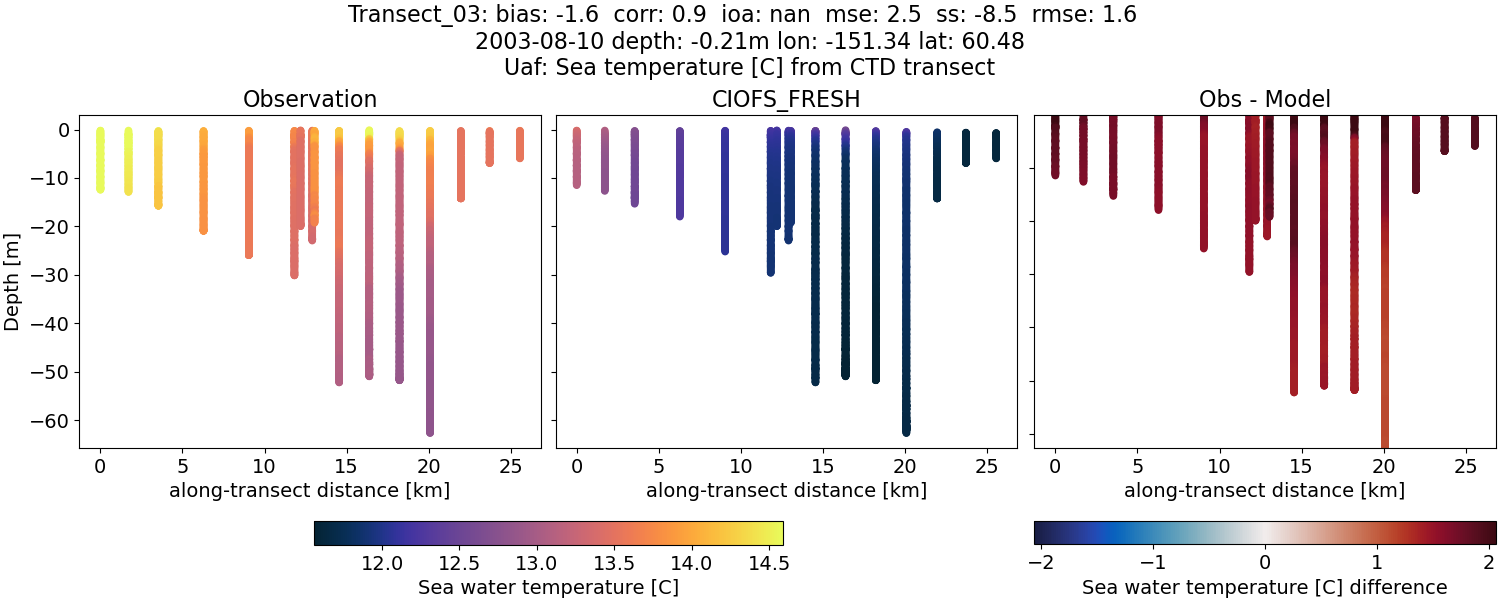 Transect_03: bias: -1.6  corr: 0.9  ioa: nan  mse: 2.5  ss: -8.5  rmse: 1.6
2003-08-10 depth: -0.21m lon: -151.34 lat: 60.48
Uaf: Sea temperature [C] from CTD transect
Observation
CIOFS_FRESH
Obs - Model
Depth [m]
0
−10
−20
−30
−40
−50
−60
0 5 10 15 20 25
0 5 10 15 20 25
0 5 10 15 20 25
along-transect distance [km]
along-transect distance [km]
along-transect distance [km]
12.0 12.5 13.0 13.5 14.0 14.5
Sea water temperature [C]
−2 −1 0 1 2
Sea water temperature [C] difference